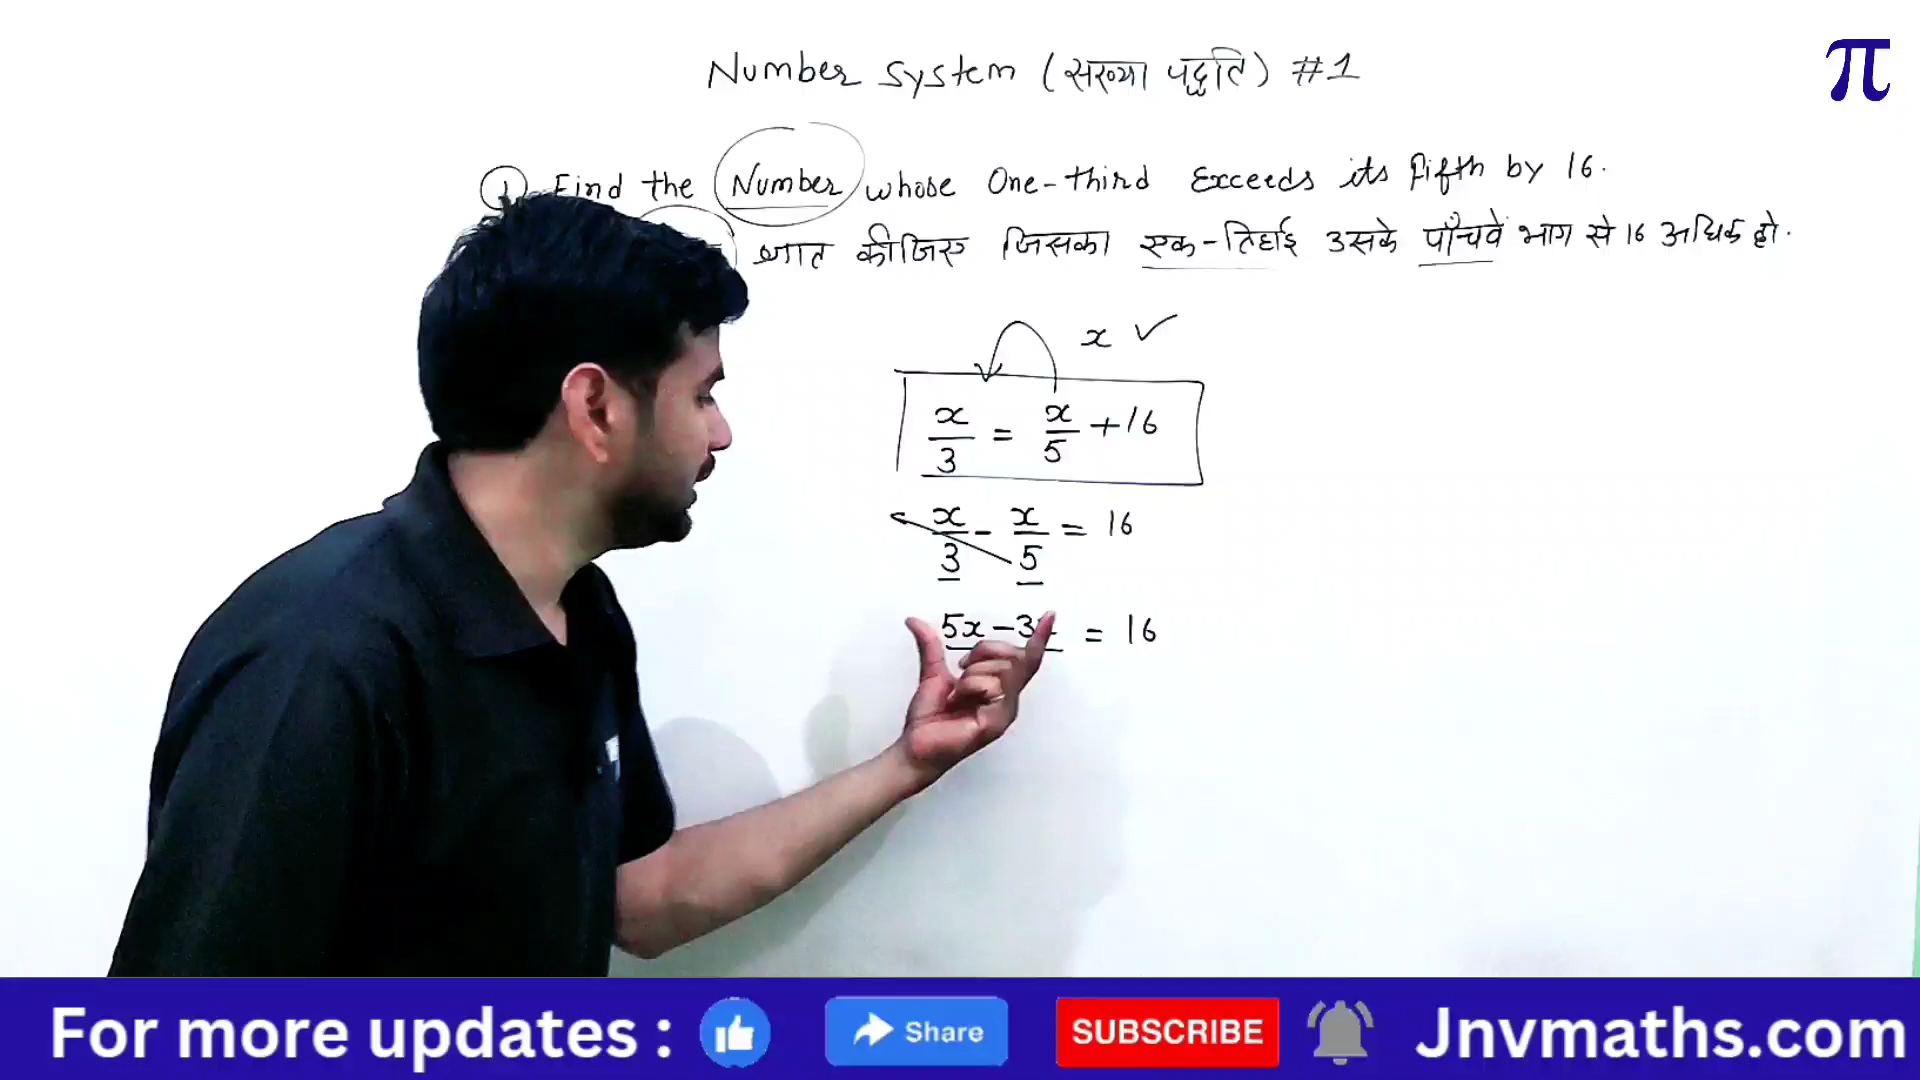 Number System (संख्या पद्धति) #1
π
① Find the Number whose One-third Exceeds its fifth by 16.
ज्ञात कीजिए जिसका एक-तिहाई उसके पाँचवे भाग से 16 अधिक हो.
x ✓
x/3 = x/5 + 16
x/3 - x/5 = 16
5x - 3 = 16
For more updates : Share SUBSCRIBE Jnvmaths.com